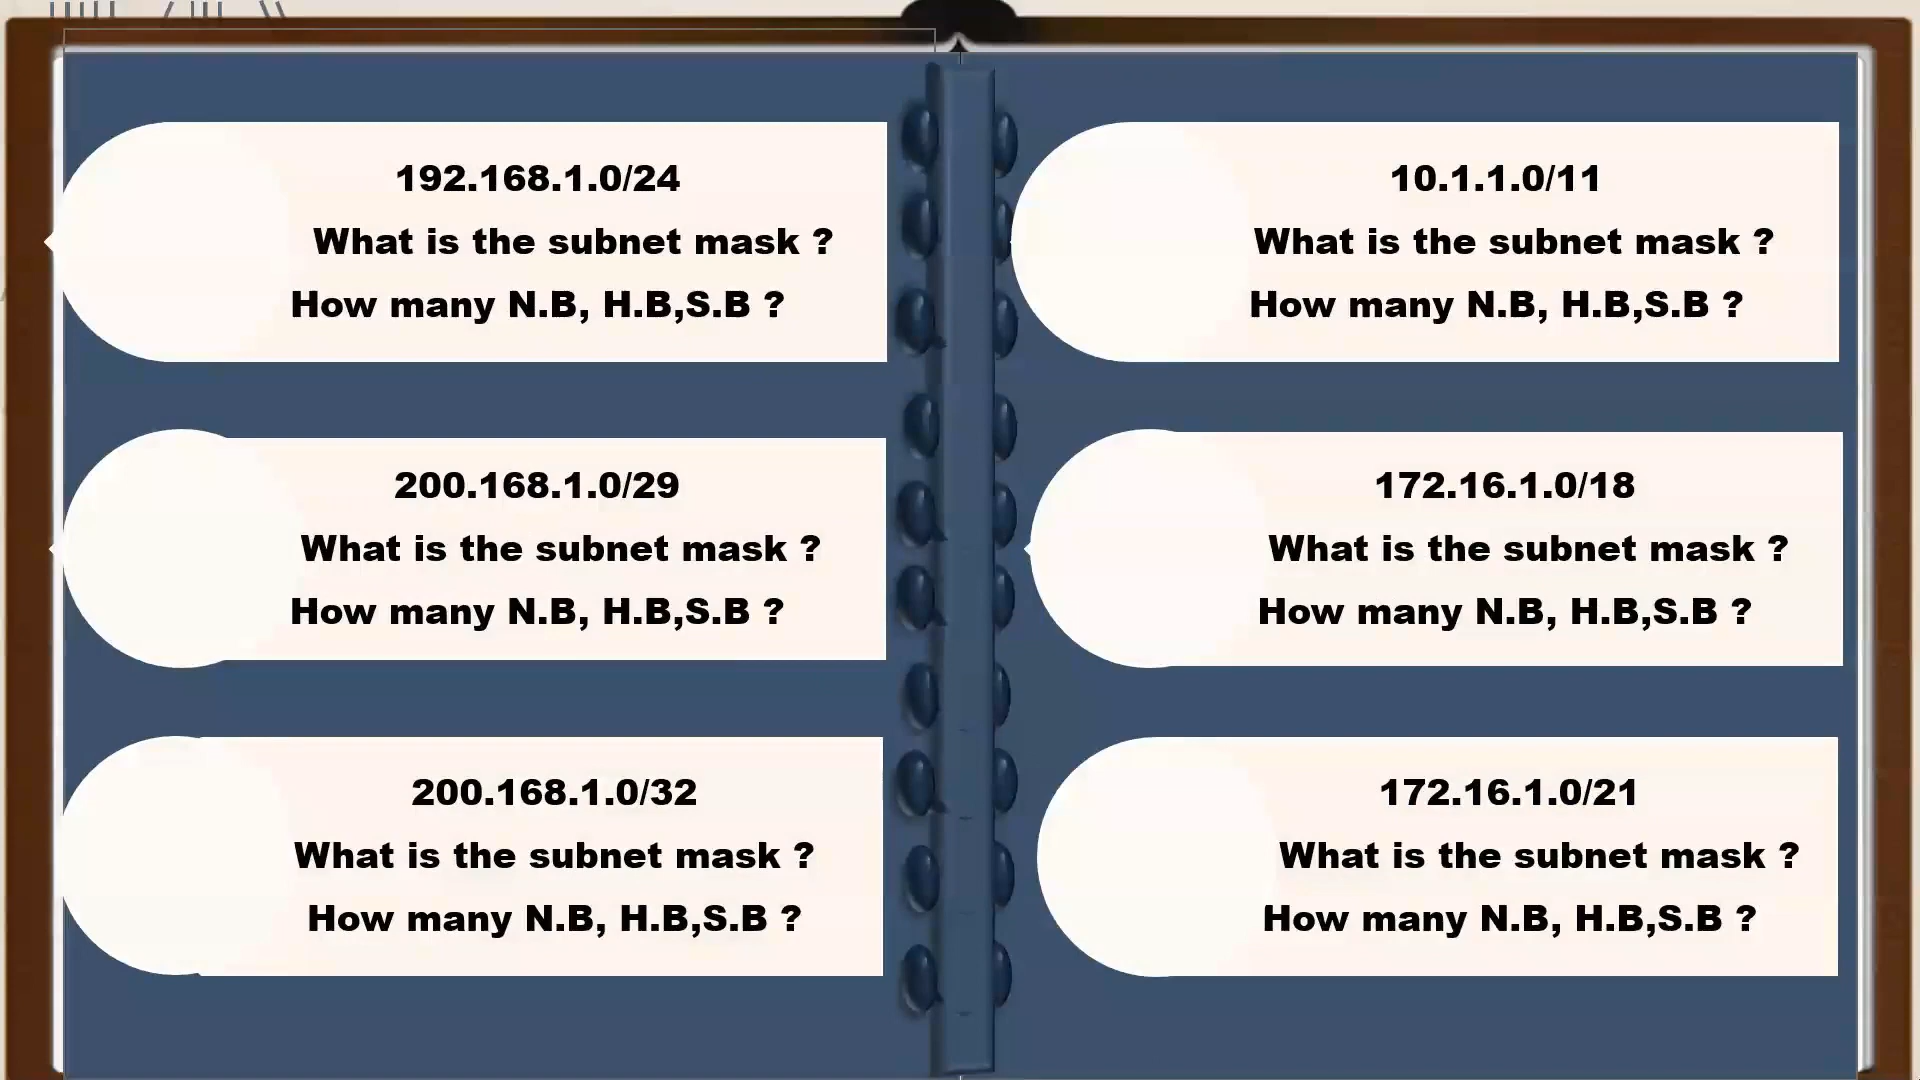 192.168.1.0/24
What is the subnet mask ?
How many N.B, H.B,S.B ?
200.168.1.0/29
What is the subnet mask ?
How many N.B, H.B,S.B ?
200.168.1.0/32
What is the subnet mask ?
How many N.B, H.B,S.B ?
10.1.1.0/11
What is the subnet mask ?
How many N.B, H.B,S.B ?
172.16.1.0/18
What is the subnet mask ?
How many N.B, H.B,S.B ?
172.16.1.0/21
What is the subnet mask ?
How many N.B, H.B,S.B ?